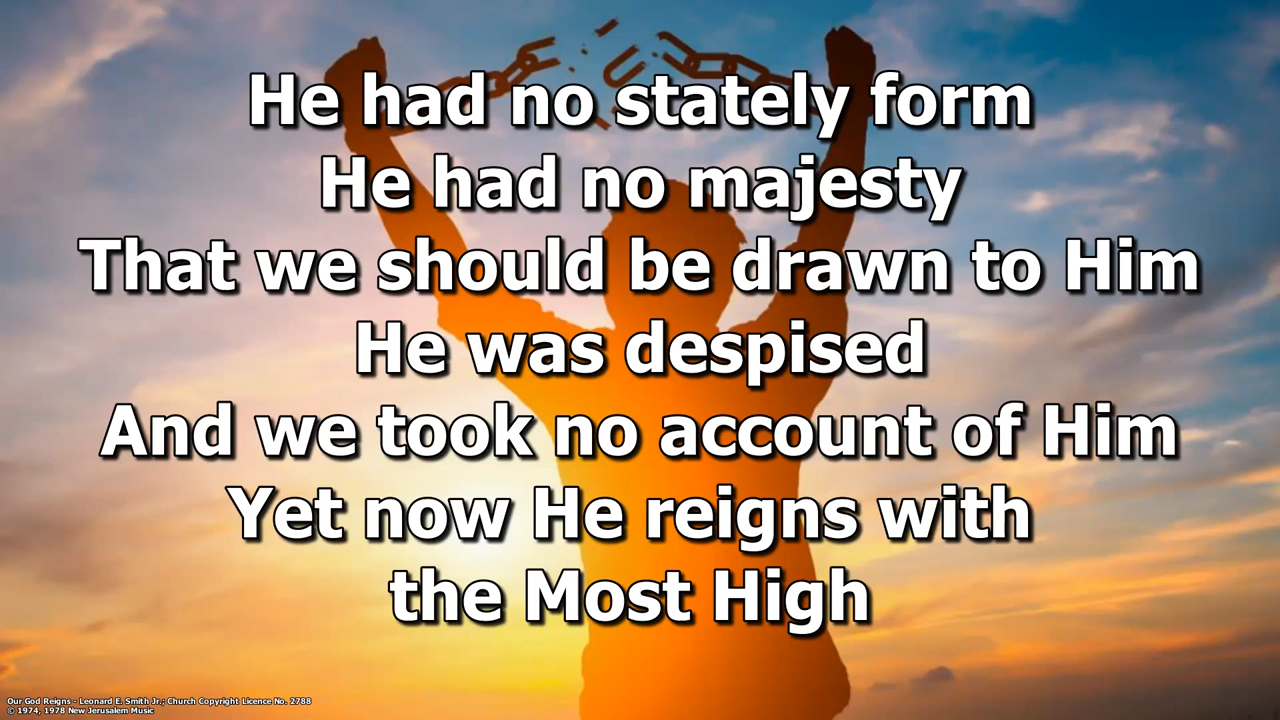 He had no stately form
He had no majesty
That we should be drawn to Him
He was despised
And we took no account of Him
Yet now He reigns with
the Most High
Our God Reigns - Leonard E. Smith Jr.; Church Copyright Licence No. 2788
© 1974, 1978 New Jerusalem Music